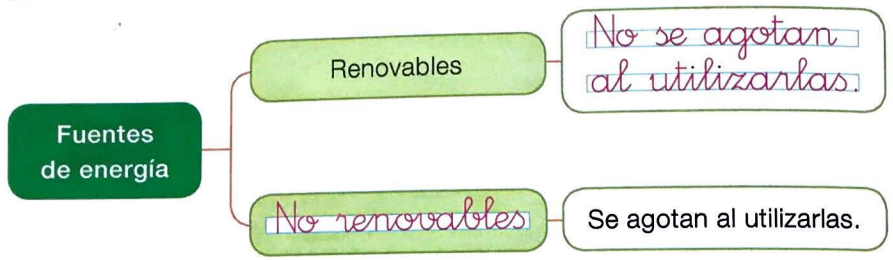 Renovables
No se agotan
al utilizarlas.
Fuentes
de energía
No renovables
Se agotan al utilizarlas.